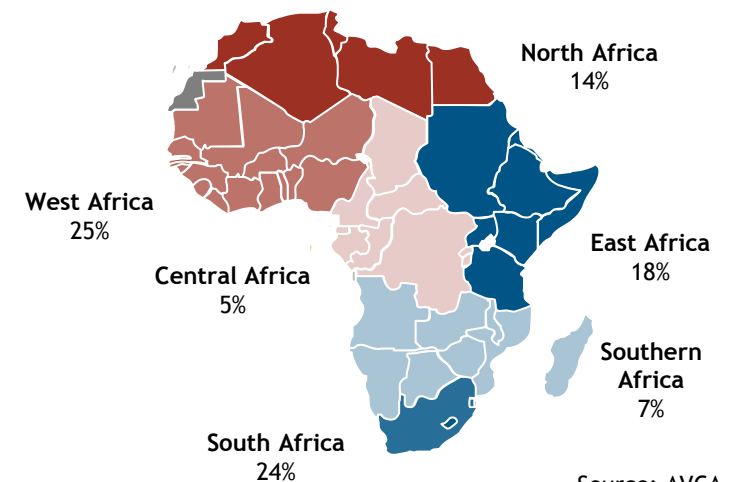 North Africa
14%
West Africa
25%
East Africa
18%
Central Africa
5%
Southern
Africa
7%
South Africa
24%